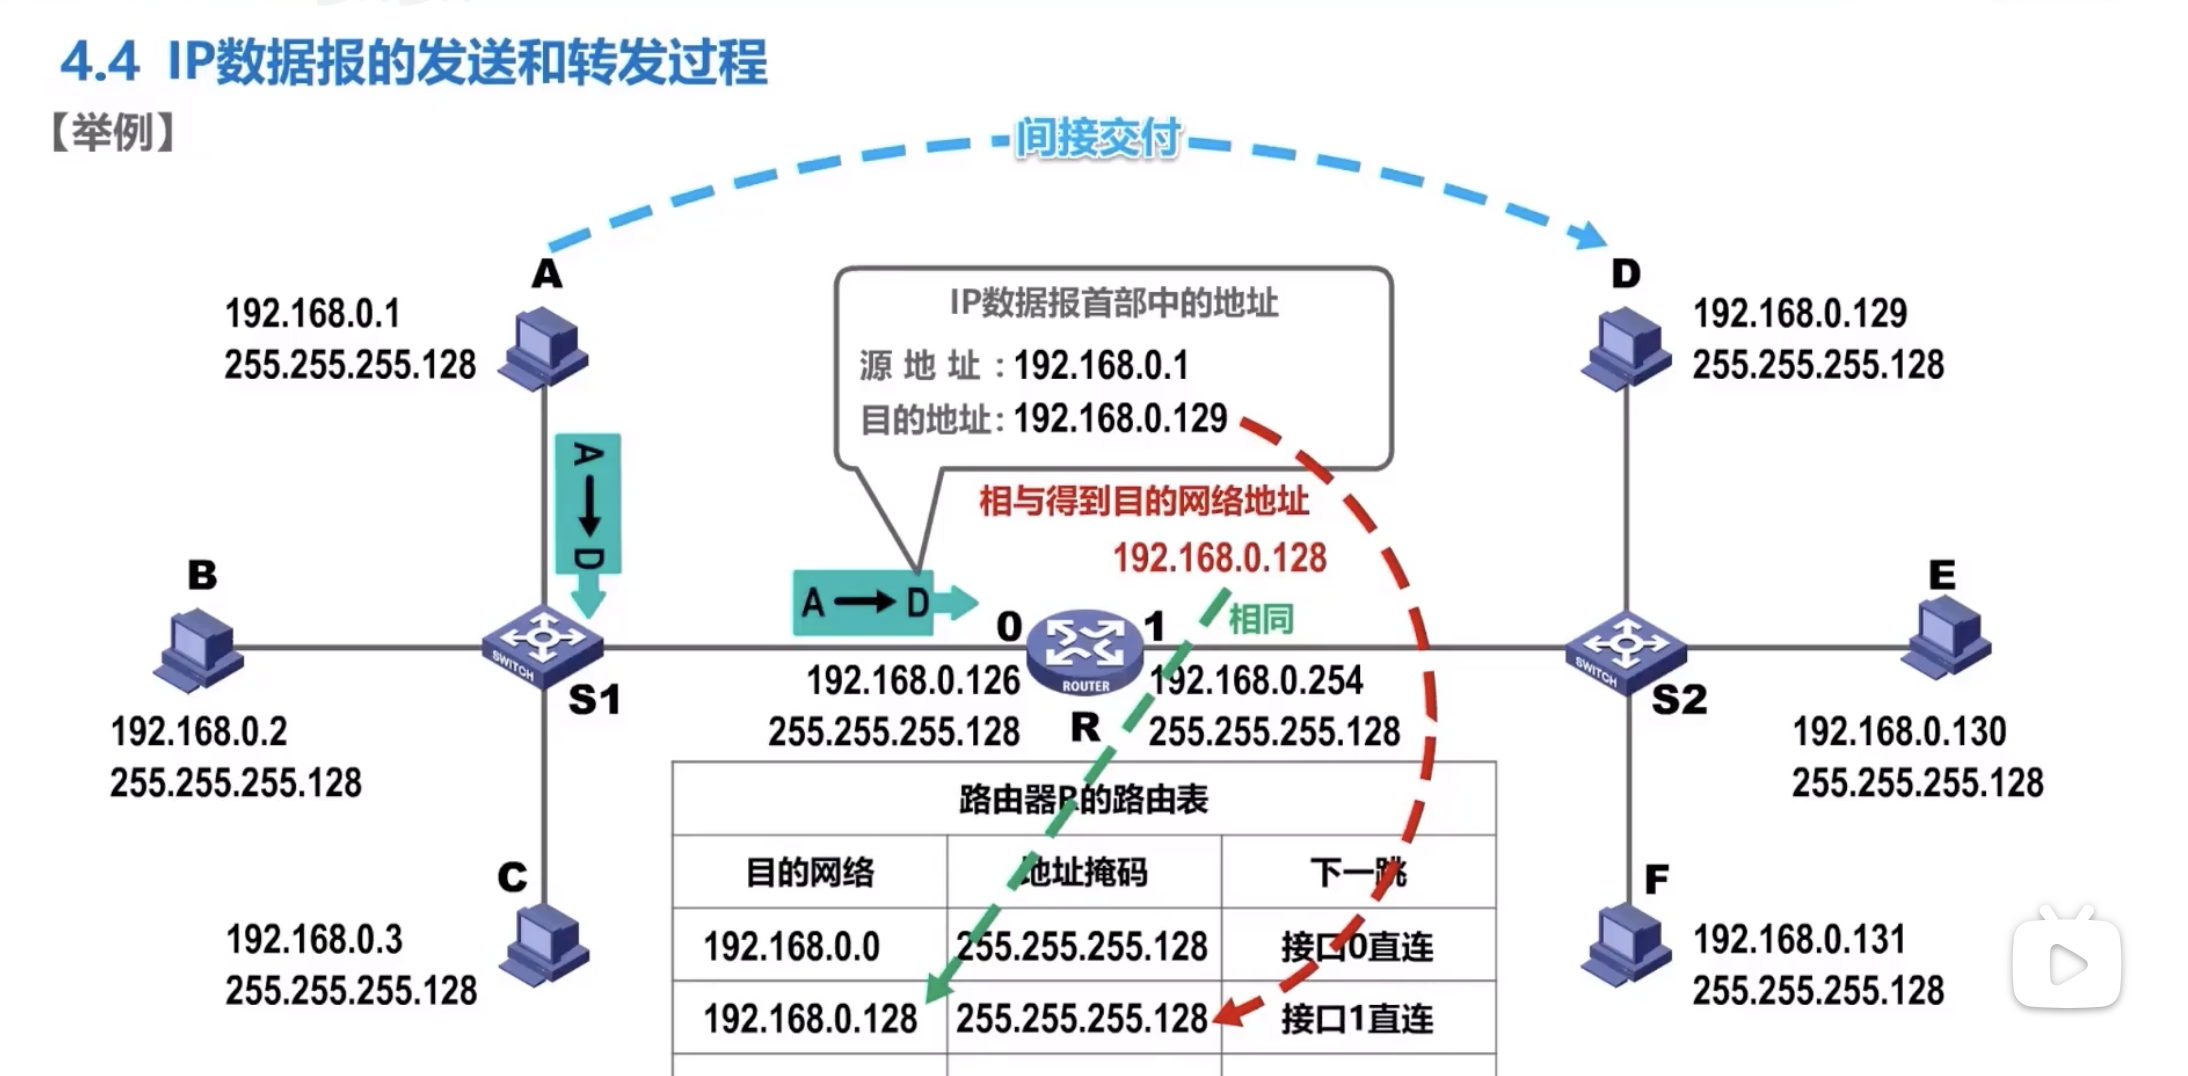 4.4 IP数据报的发送和转发过程
【举例】
间接交付
A
192.168.0.1
255.255.255.128
D
192.168.0.129
255.255.255.128
IP数据报首部中的地址
源 地 址 : 192.168.0.1
目的地址: 192.168.0.129
相与得到目的网络地址
192.168.0.128
相同
A
D
A
D
B
192.168.0.2
255.255.255.128
SWITCH
S1
0
1
ROUTER
R
192.168.0.126
255.255.255.128
192.168.0.254
255.255.255.128
SWITCH
S2
E
192.168.0.130
255.255.255.128
C
192.168.0.3
255.255.255.128
F
192.168.0.131
255.255.255.128
路由器R的路由表
目的网络 地址掩码 下一跳
192.168.0.0 255.255.255.128 接口0直连
192.168.0.128 255.255.255.128 接口1直连